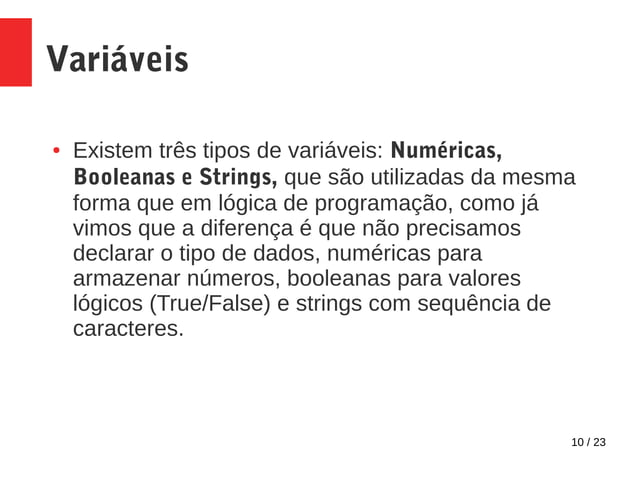 Variáveis
● Existem três tipos de variáveis: Numéricas,
Booleanas e Strings, que são utilizadas da mesma
forma que em lógica de programação, como já
vimos que a diferença é que não precisamos
declarar o tipo de dados, numéricas para
armazenar números, booleanas para valores
lógicos (True/False) e strings com sequência de
caracteres.
10 / 23